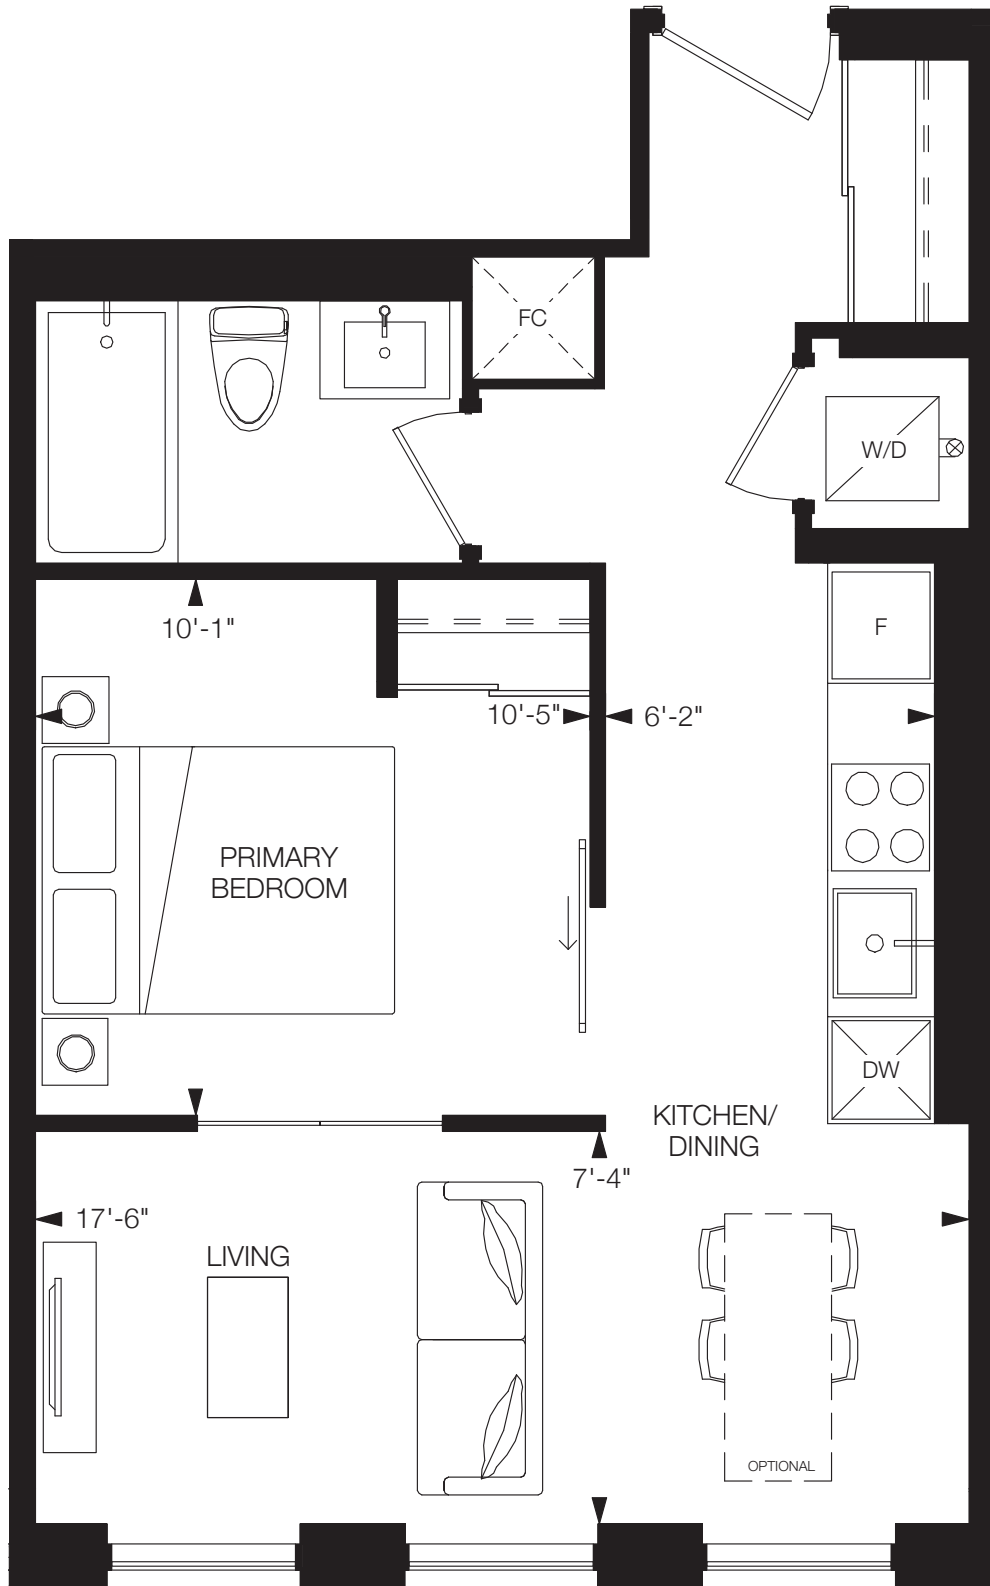 FC
W/D
10'-1"
F
10'-5" 6'-2"
PRIMARY
BEDROOM
DW
KITCHEN/
DINING
7'-4"
17'-6"
LIVING
OPTIONAL